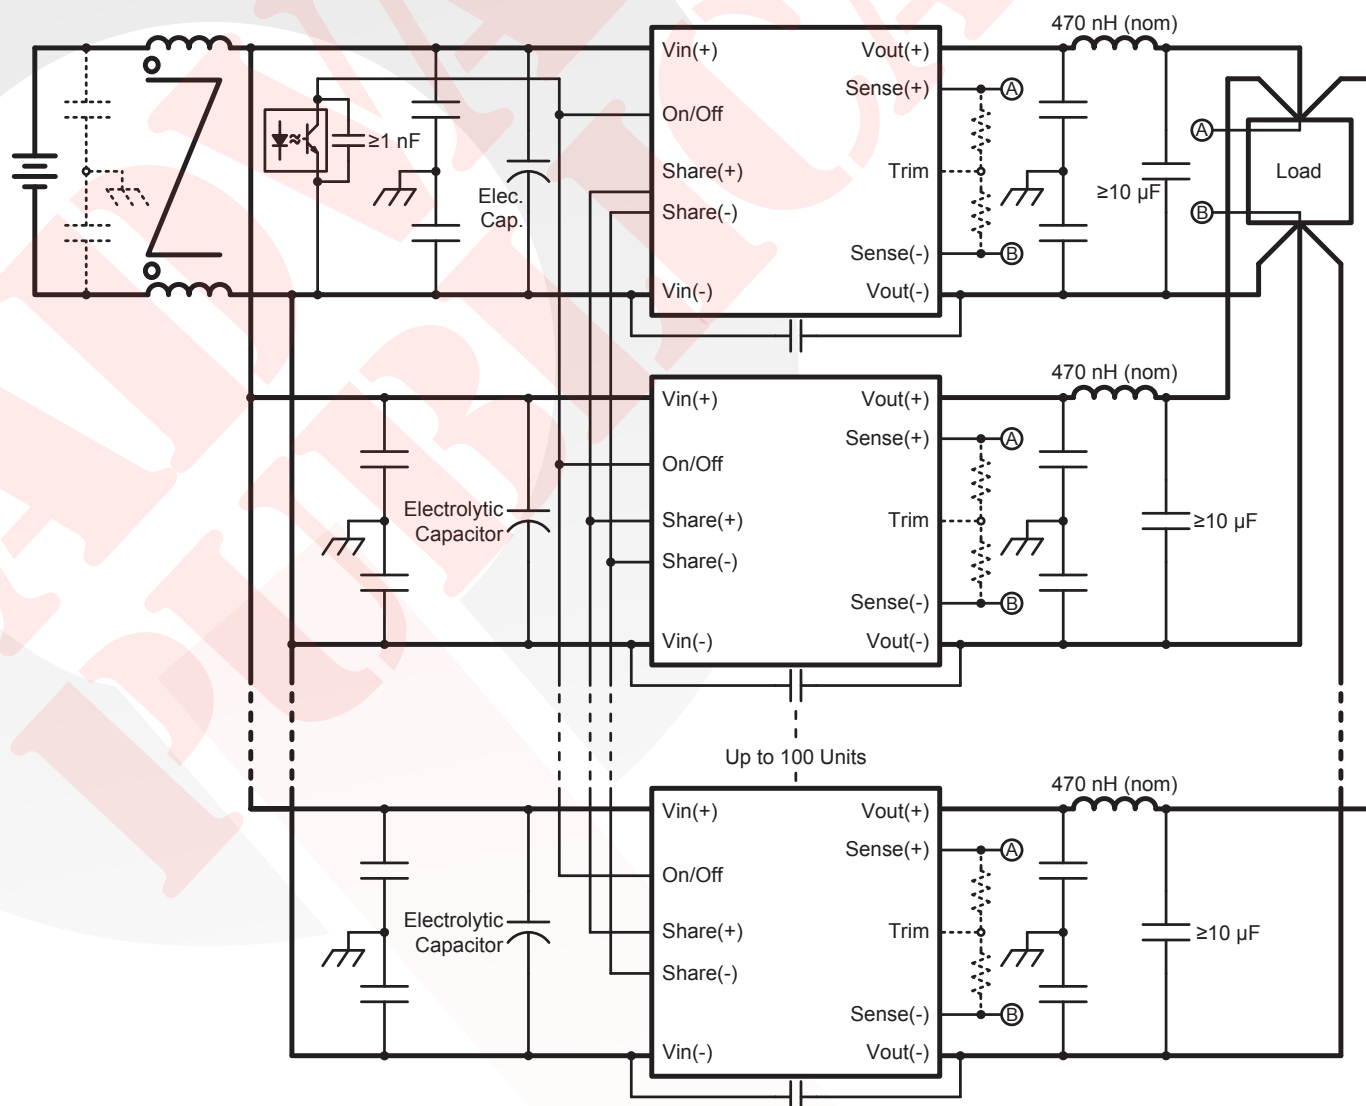 470 nH (nom)
Vin(+)
Vout(+)
Sense(+)
A
On/Off
≥1 nF
A
Share(+)
Trim
Load
Elec.
Cap.
≥10 µF
Share(-)
B
Sense(-)
B
Vin(-)
Vout(-)
470 nH (nom)
Vin(+)
Vout(+)
Sense(+)
A
On/Off
Electrolytic
Capacitor
Share(+)
Trim
≥10 µF
Share(-)
Sense(-)
B
Vin(-)
Vout(-)
Up to 100 Units
470 nH (nom)
Vin(+)
Vout(+)
Sense(+)
A
On/Off
Electrolytic
Capacitor
Share(+)
Trim
≥10 µF
Share(-)
Sense(-)
B
Vin(-)
Vout(-)